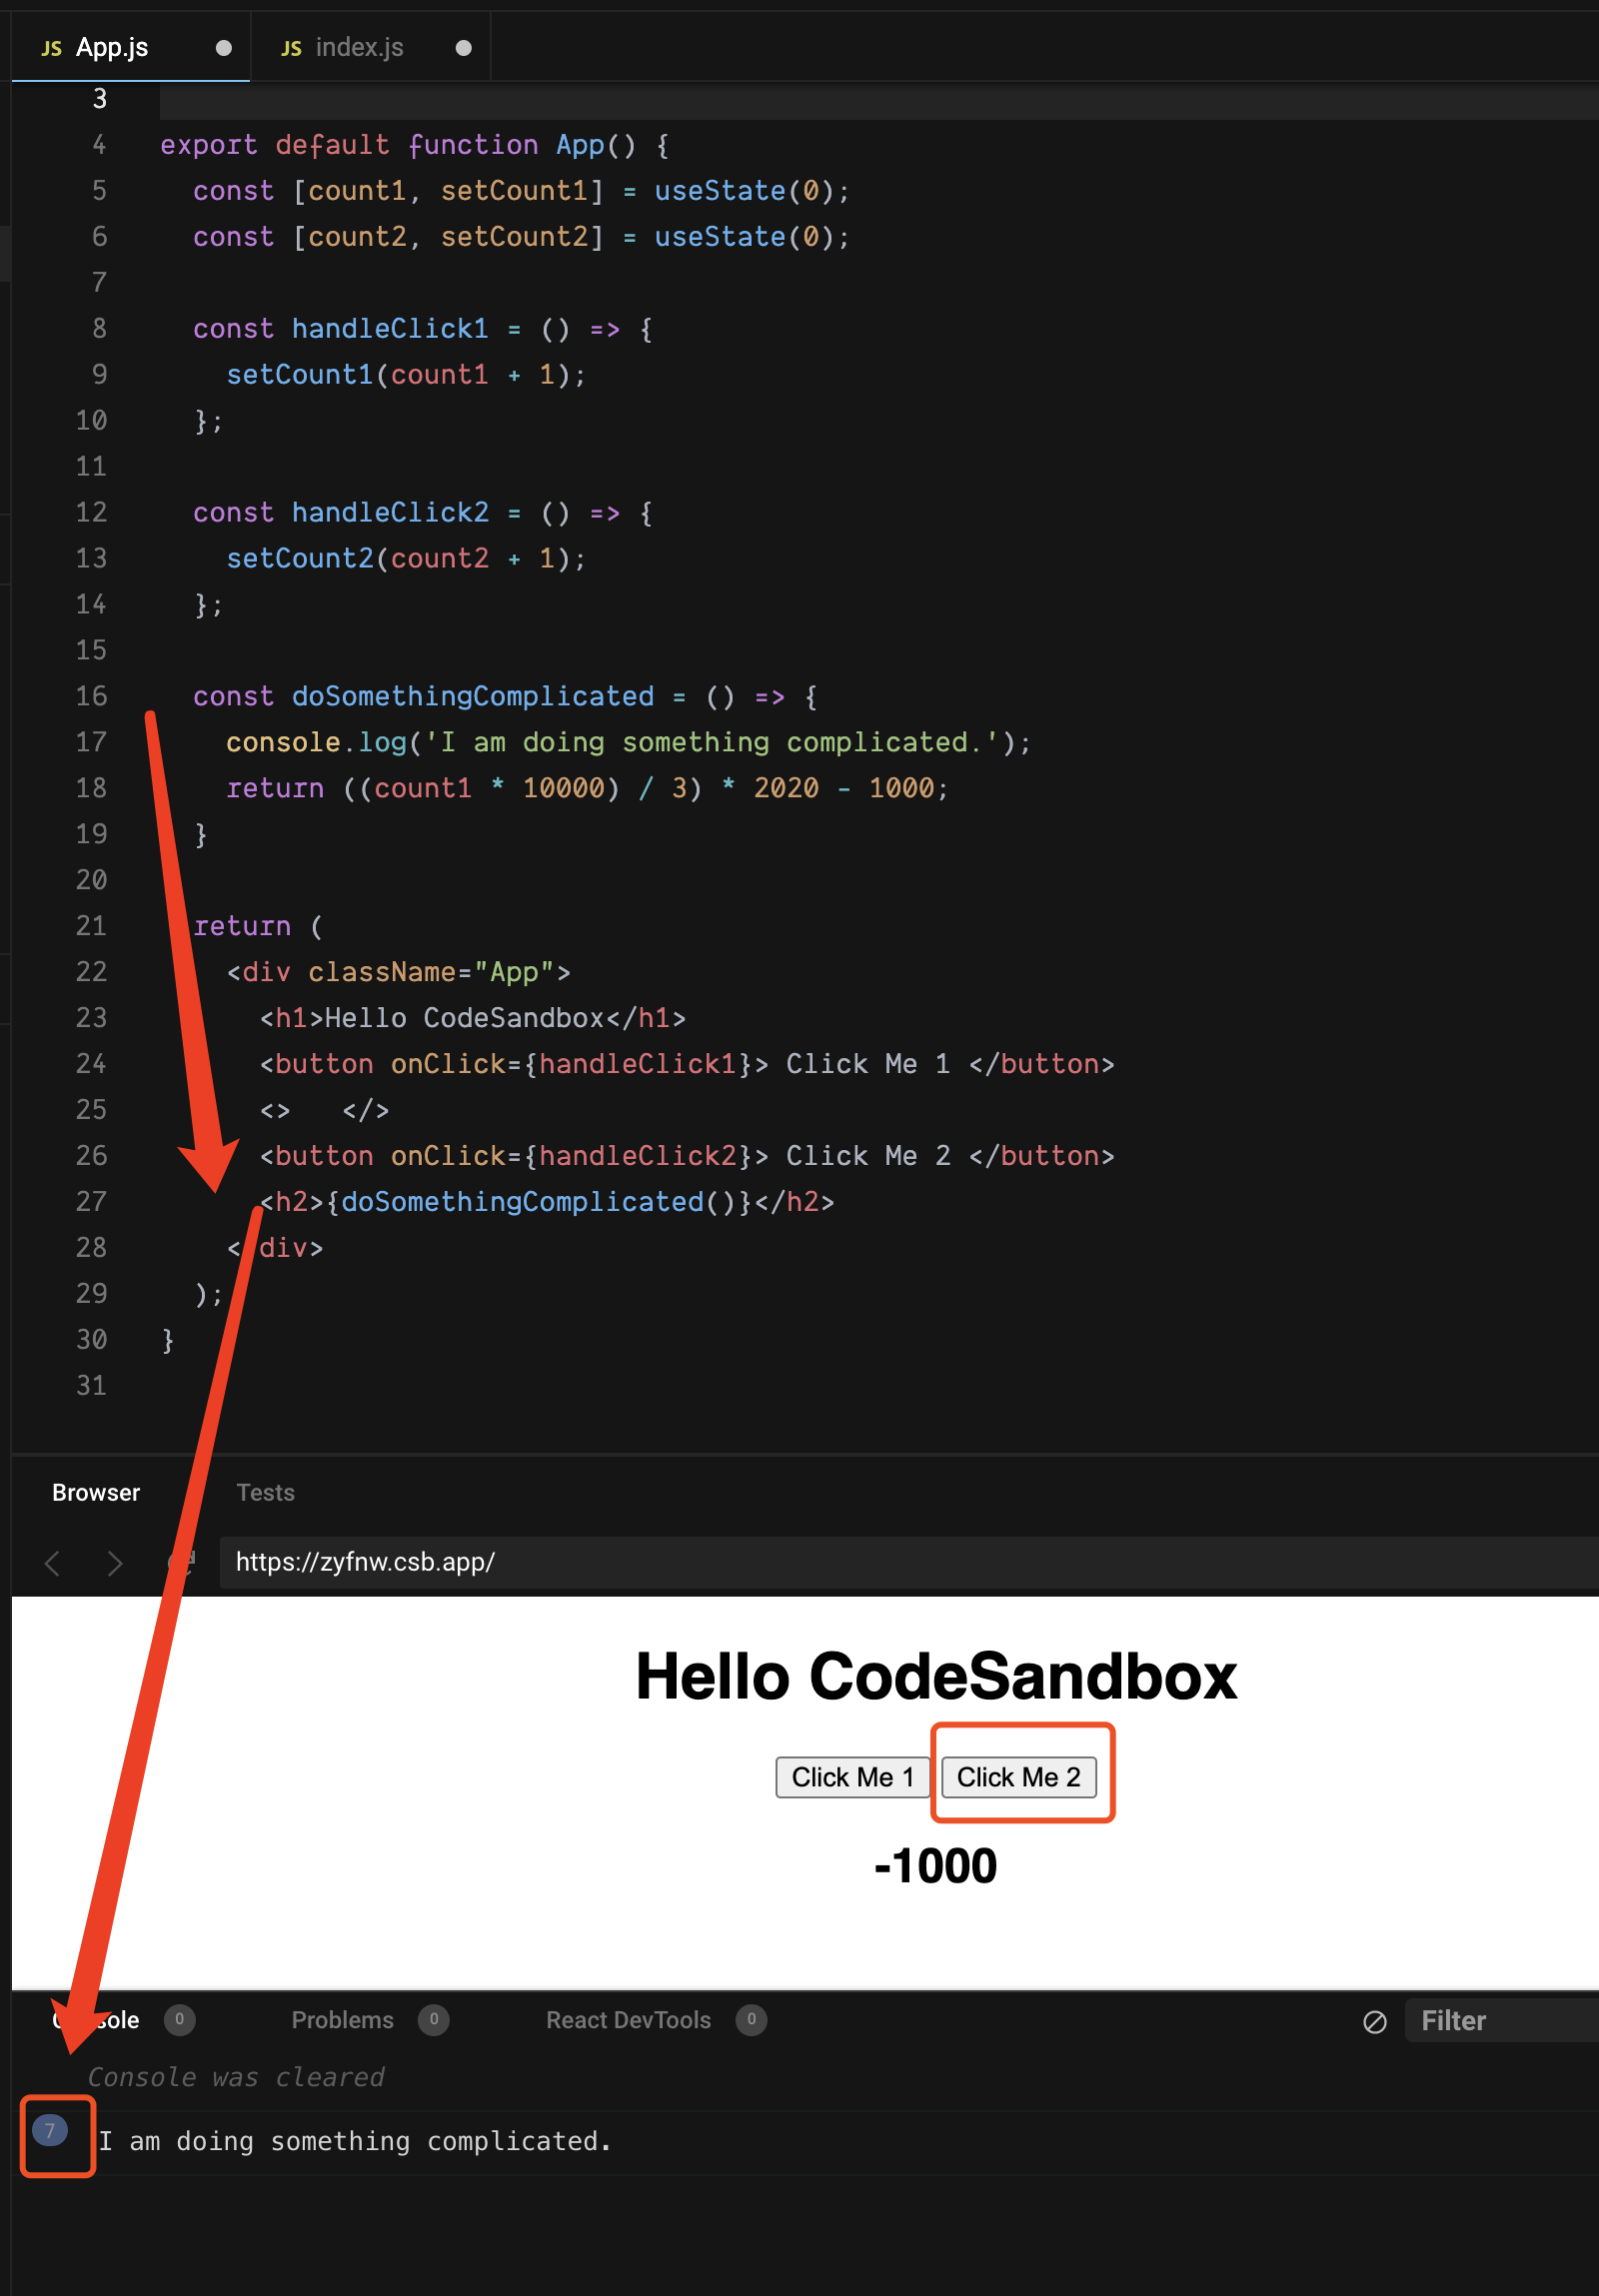 JS App.js JS index.js
3
4 export default function App() {
5 const [count1, setCount1] = useState(0);
6 const [count2, setCount2] = useState(0);
7
8 const handleClick1 = () => {
9 setCount1(count1 + 1);
10 };
11
12 const handleClick2 = () => {
13 setCount2(count2 + 1);
14 };
15
16 const doSomethingComplicated = () => {
17 console.log('I am doing something complicated.');
18 return ((count1 * 10000) / 3) * 2020 - 1000;
19 }
20
21 return (
22 <div className="App">
23 <h1>Hello CodeSandbox</h1>
24 <button onClick={handleClick1}> Click Me 1 </button>
25 <> </>
26 <button onClick={handleClick2}> Click Me 2 </button>
27 <h2>{doSomethingComplicated()}</h2>
28 </div>
29 );
30 }
31
Browser Tests
https://zyfnw.csb.app/
Hello CodeSandbox
Click Me 1 Click Me 2
-1000
Console 0 Problems 0 React DevTools 0 Filter
Console was cleared
7 I am doing something complicated.